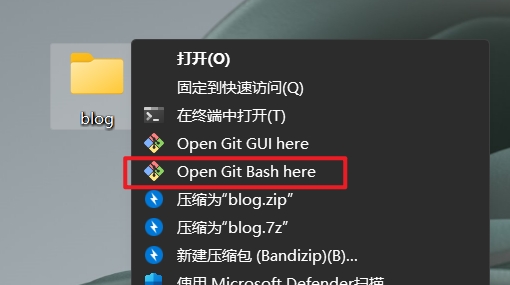 blog
打开(O)
固定到快速访问(Q)
在终端中打开(T)
Open Git GUI here
Open Git Bash here
压缩为“blog.zip”
压缩为“blog.7z”
新建压缩包 (Bandizip)(B)...
使用 Microsoft Defender扫描